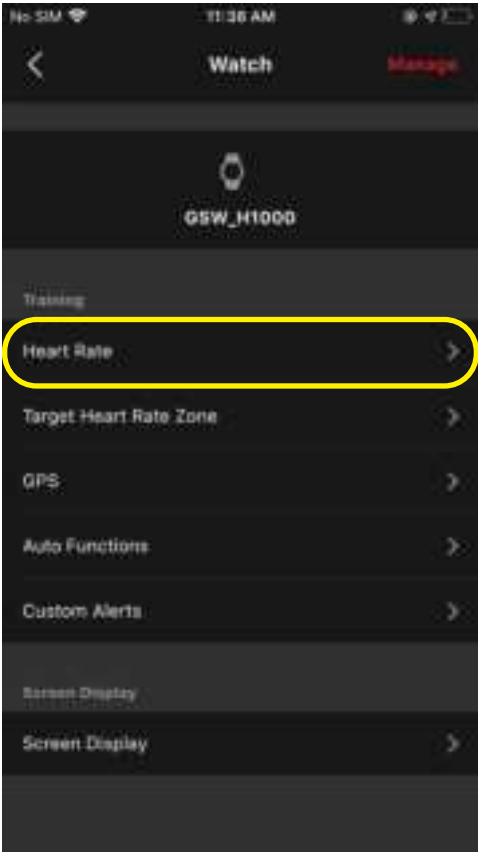 No SIM 11:36 AM
Watch Manage
GSW_H1000
Training
Heart Rate
Target Heart Rate Zone
GPS
Auto Functions
Custom Alerts
Screen Display
Screen Display